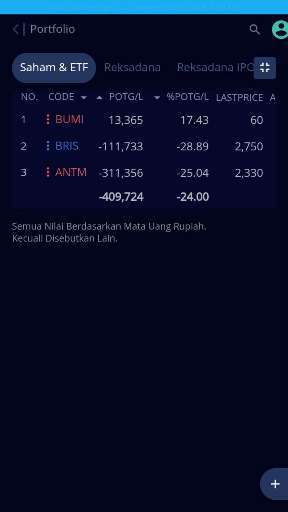 Portfolio
Saham & ETF Reksadana Reksadana IPO
NO. CODE POTG/L %POTG/L LASTPRICE A
1 BUMI 13,365 17.43 60
2 BRIS -111,733 -28.89 2,750
3 ANTM -311,356 -25.04 2,330
-409,724 -24.00
Semua Nilai Berdasarkan Mata Uang Rupiah.
Kecuali Disebutkan Lain.